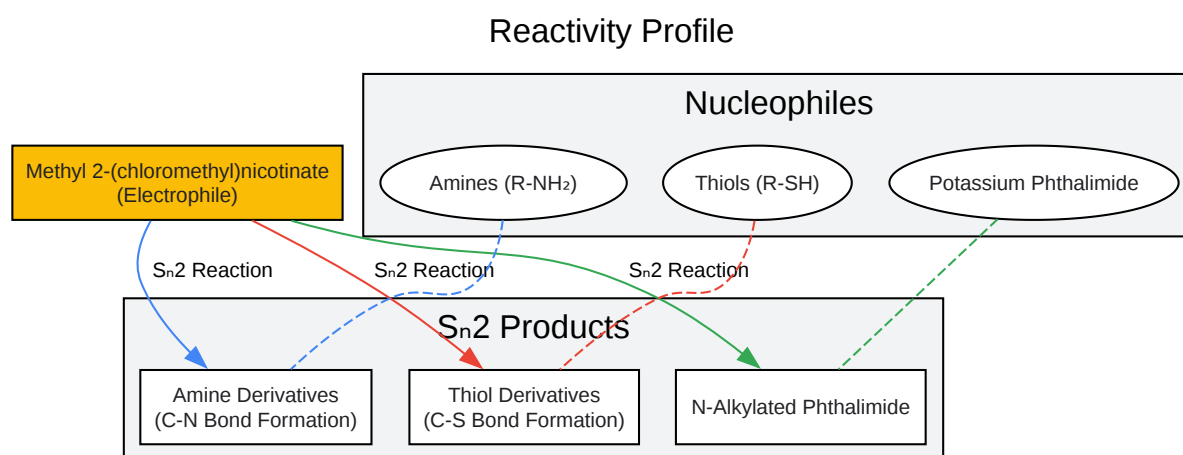 Reactivity Profile
Nucleophiles
Methyl 2-(chloromethyl)nicotinate
(Electrophile)
Amines (R-NH₂)
Thiols (R-SH)
Potassium Phthalimide
Sₙ2 Reaction
Sₙ2 Reaction
Sₙ2 Reaction
Sₙ2 Products
Amine Derivatives
(C-N Bond Formation)
Thiol Derivatives
(C-S Bond Formation)
N-Alkylated Phthalimide